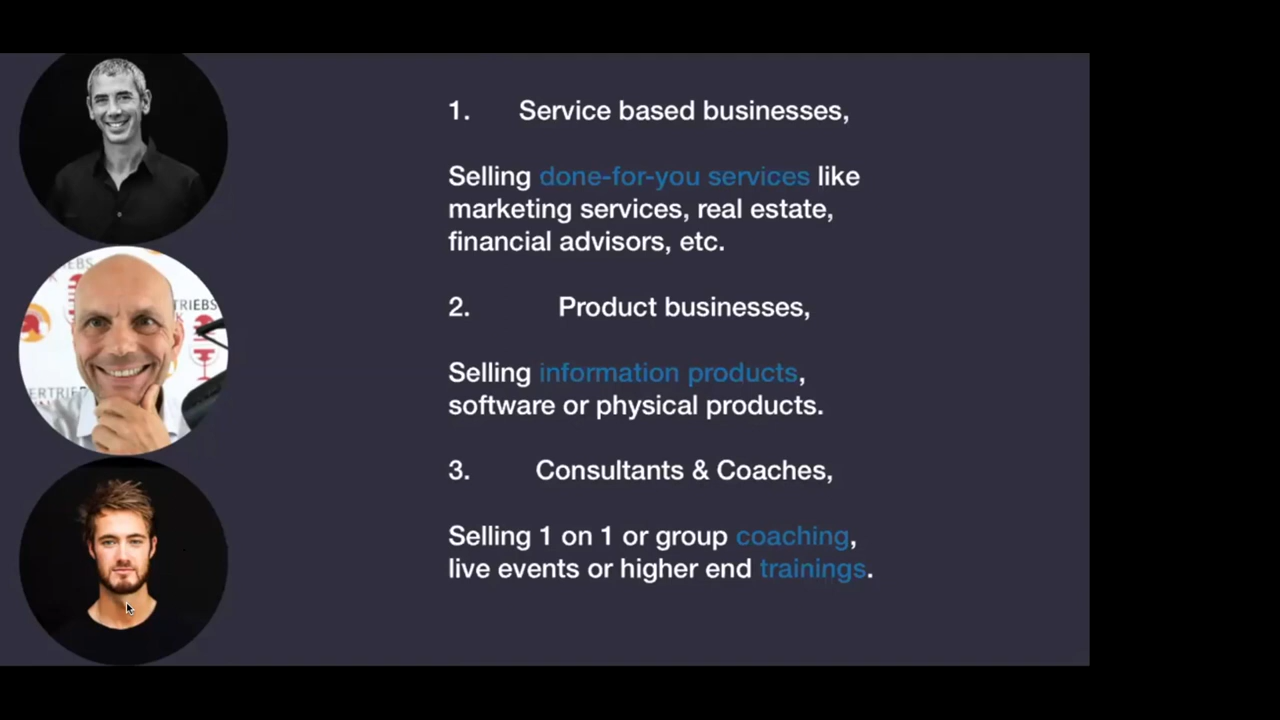 1. Service based businesses,
Selling done-for-you services like
marketing services, real estate,
financial advisors, etc.
2. Product businesses,
Selling information products,
software or physical products.
3. Consultants & Coaches,
Selling 1 on 1 or group coaching,
live events or higher end trainings.
EBS
TRIEBS